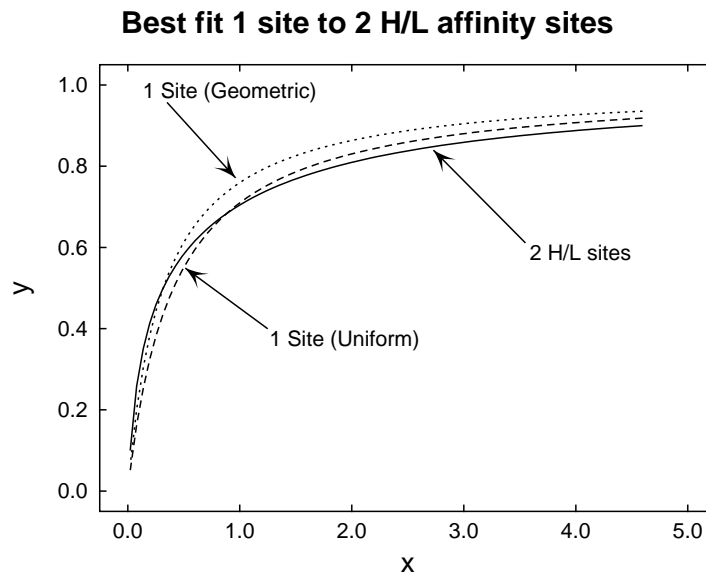 Best fit 1 site to 2 H/L affinity sites
1.0
1 Site (Geometric)
0.8
0.6
2 H/L sites
y
0.4
1 Site (Uniform)
0.2
0.0
0.0 1.0 2.0 3.0 4.0 5.0
x